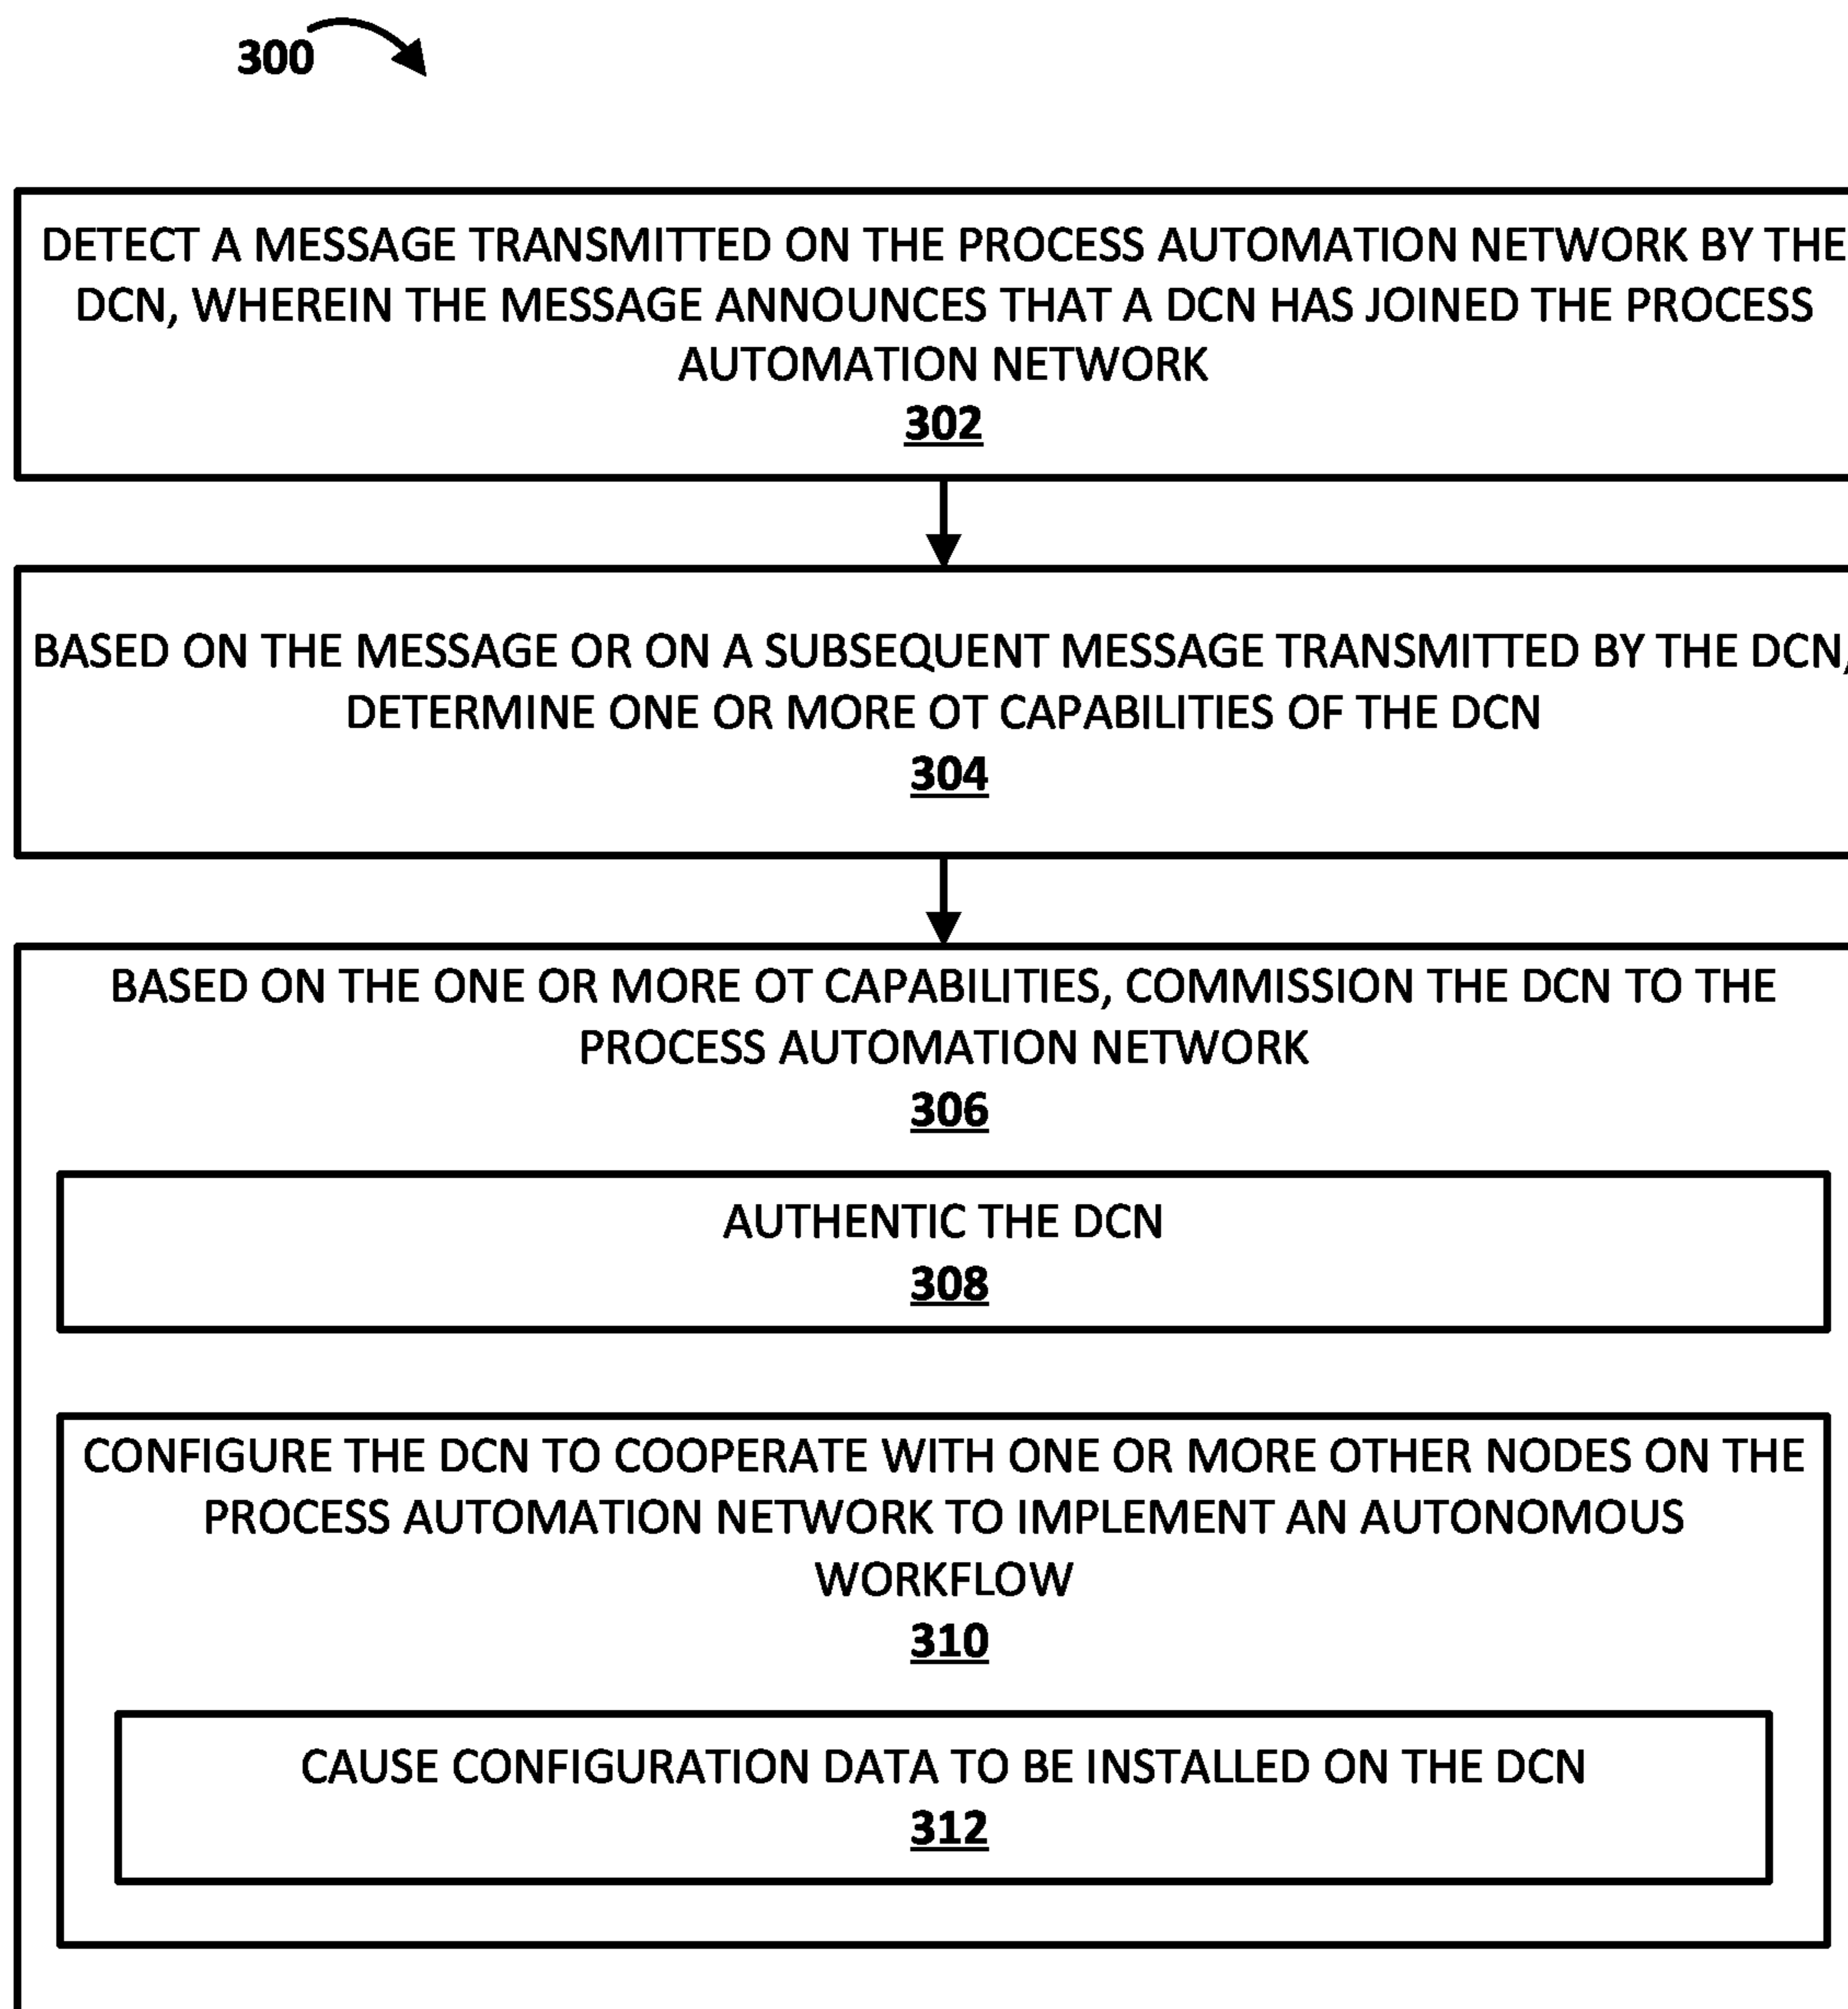 300
DETECT A MESSAGE TRANSMITTED ON THE PROCESS AUTOMATION NETWORK BY THE
DCN, WHEREIN THE MESSAGE ANNOUNCES THAT A DCN HAS JOINED THE PROCESS
AUTOMATION NETWORK
302
BASED ON THE MESSAGE OR ON A SUBSEQUENT MESSAGE TRANSMITTED BY THE DCN,
DETERMINE ONE OR MORE OT CAPABILITIES OF THE DCN
304
BASED ON THE ONE OR MORE OT CAPABILITIES, COMMISSION THE DCN TO THE
PROCESS AUTOMATION NETWORK
306
AUTHENTIC THE DCN
308
CONFIGURE THE DCN TO COOPERATE WITH ONE OR MORE OTHER NODES ON THE
PROCESS AUTOMATION NETWORK TO IMPLEMENT AN AUTONOMOUS
WORKFLOW
310
CAUSE CONFIGURATION DATA TO BE INSTALLED ON THE DCN
312